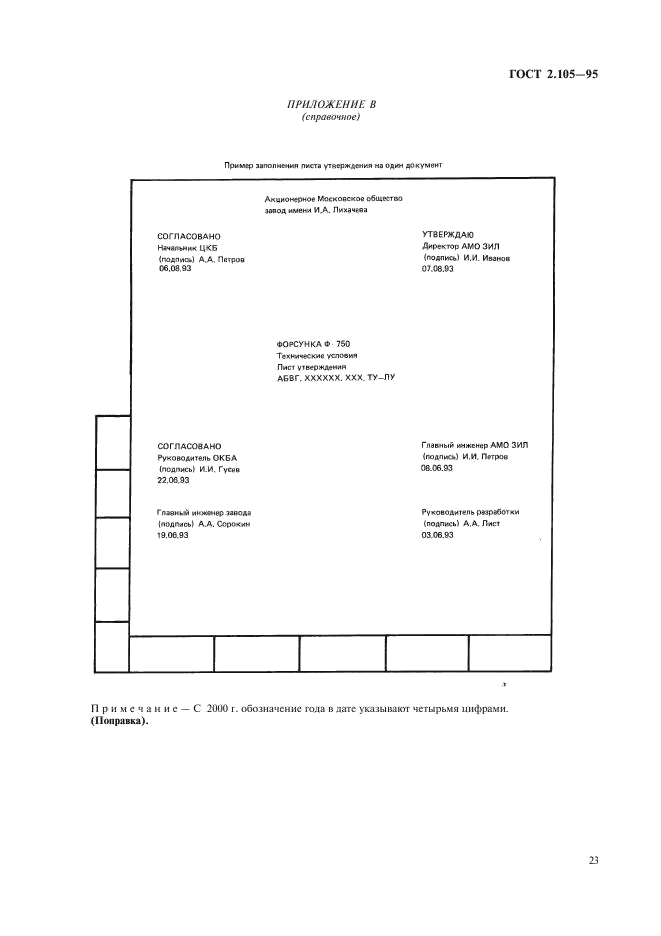 ГОСТ 2.105—95
ПРИЛОЖЕНИЕ В
(справочное)
Пример заполнения листа утверждения на один документ
Акционерное Московское общество
завод имени И.А. Лихачева
СОГЛАСОВАНО
Начальник ЦКБ
(подпись) А.А. Петров
06.08.93
УТВЕРЖДАЮ
Директор АМО ЗИЛ
(подпись) И.И. Иванов
07.08.93
ФОРСУНКА Ф-750
Технические условия
Лист утверждения
АБВГ. ХХХХХХ. ХХХ. ТУ—ЛУ
СОГЛАСОВАНО
Руководитель ОКБА
(подпись) И.И. Гусев
22.06.93
Главный инженер АМО ЗИЛ
(подпись) И.И. Петров
08.06.93
Главный инженер завода
(подпись) А.А. Сорокин
19.06.93
Руководитель разработки
(подпись) А.А. Лист
03.06.93
Примечание — С 2000 г. обозначение года в дате указывают четырьмя цифрами.
(Поправка).
23